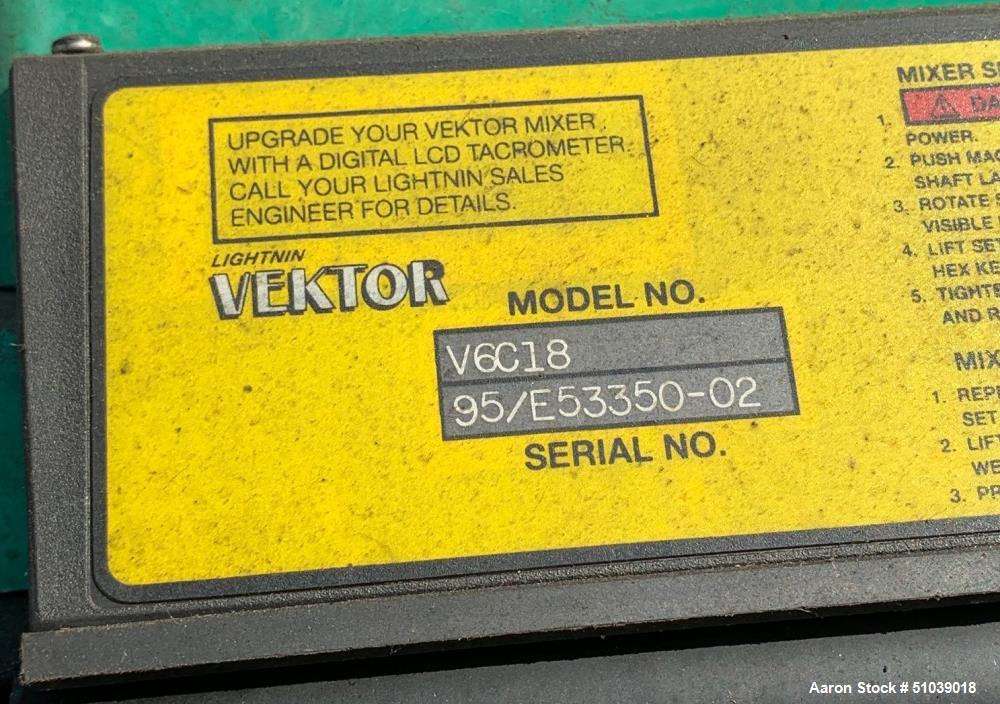 UPGRADE YOUR VEKTOR MIXER
WITH A DIGITAL LCD TACROMETER.
CALL YOUR LIGHTNIN SALES
ENGINEER FOR DETAILS.
LIGHTNIN
VEKTOR
MODEL NO.
V6C18
95/E53350-02
SERIAL NO.
MIXER
1.
POWER.
2. PUSH
SHAFT
3. ROTATE
VISIBLE
4. LIFT
HEX
5.
AND
1.
2.
3.
Aaron Stock # 51039018